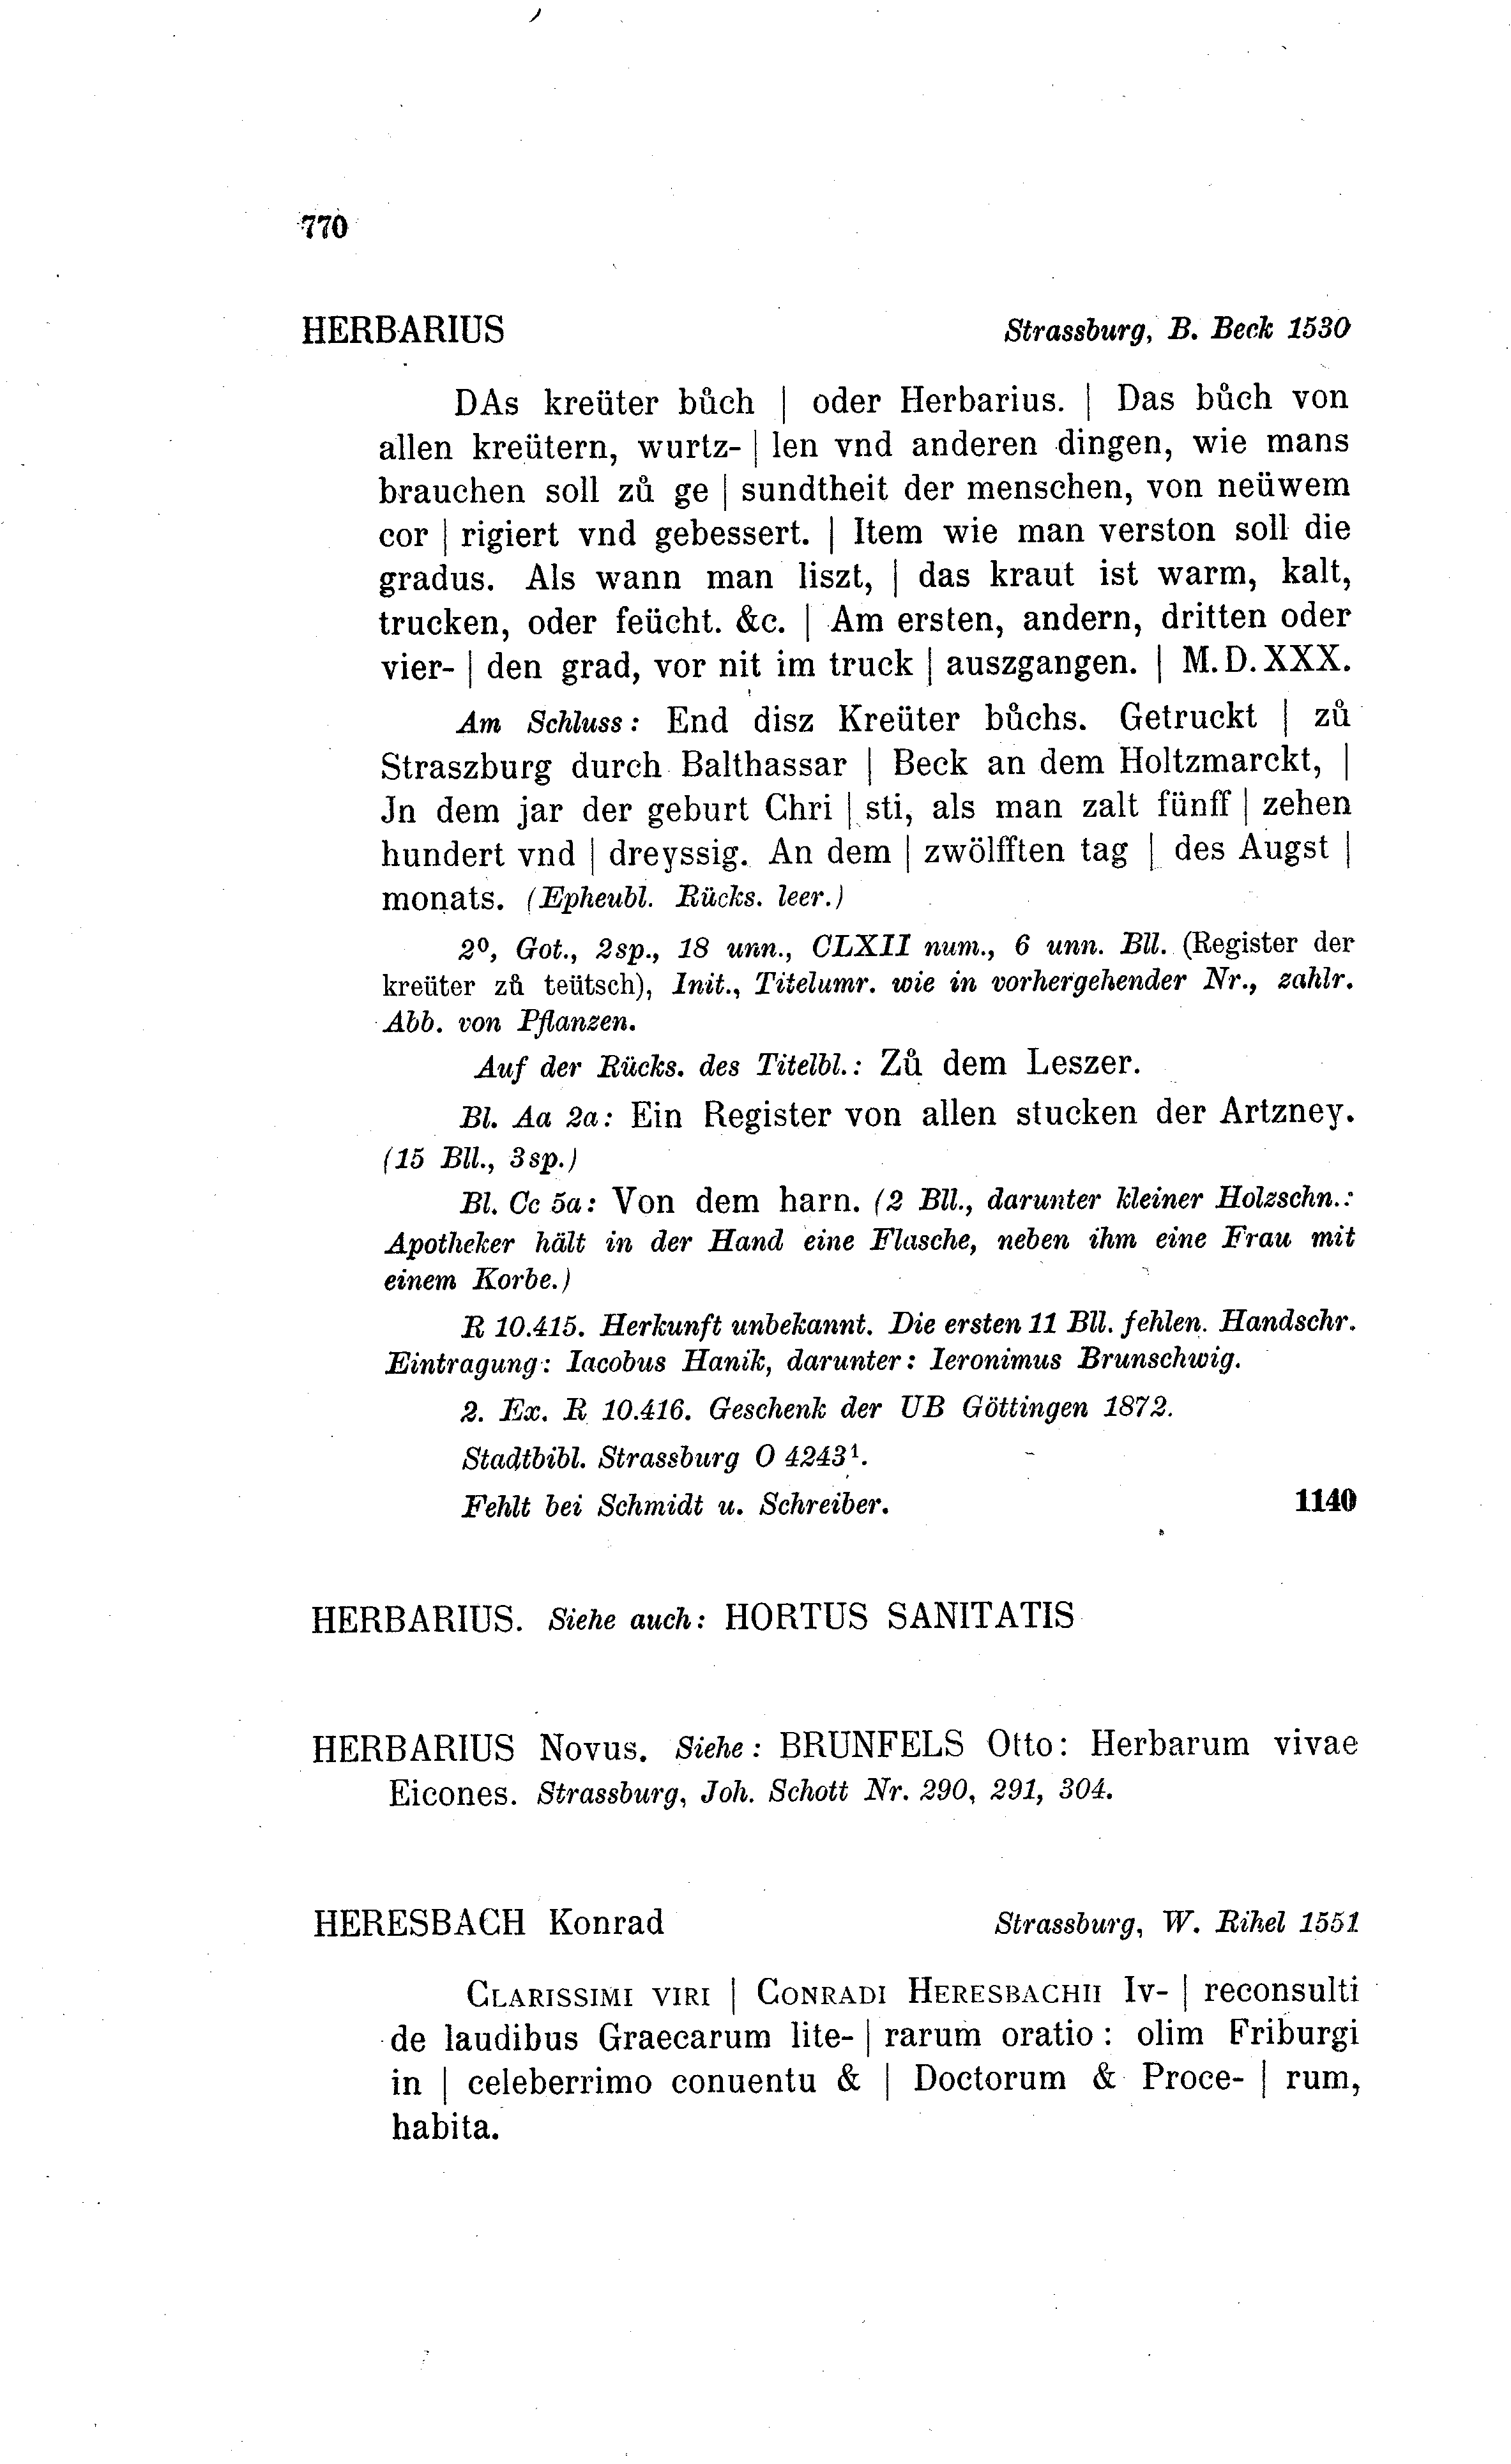 770
HERBARIUS Strassburg, B. Beck 1530
DAs kreüter bůch | oder Herbarius. | Das bůch von
allen kreütern, wurtz- | len vnd anderen dingen, wie mans
brauchen soll zů ge | sundtheit der menschen, von neüwem
cor | rigiert vnd gebessert. | Item wie man verston soll die
gradus. Als wann man liszt, | das kraut ist warm, kalt,
trucken, oder feücht. &c. | Am ersten, andern, dritten oder
vier- | den grad, vor nit im truck | auszgangen. | M. D. XXX.
Am Schluss: End disz Kreüter bůchs. Getruckt | zů
Straszburg durch Balthassar | Beck an dem Holtzmarckt, |
Jn dem jar der geburt Chri | sti, als man zalt fünff | zehen
hundert vnd | dreyssig. An dem | zwölfften tag | des Augst |
monats. (Epheubl. Rücks. leer.)
2º, Got., 2sp., 18 unn., CLXII num., 6 unn. Bll. (Register der
kreüter zů teütsch), Init., Titelumr. wie in vorhergehender Nr., zahlr.
Abb. von Pflanzen.
Auf der Rücks. des Titelbl.: Zů dem Leszer.
Bl. Aa 2a: Ein Register von allen stucken der Artzney.
(15 Bll., 3sp.)
Bl. Cc 5a: Von dem harn. (2 Bll., darunter kleiner Holzschn.:
Apotheker hält in der Hand eine Flasche, neben ihm eine Frau mit
einem Korbe.)
R 10.415. Herkunft unbekannt. Die ersten 11 Bll. fehlen. Handschr.
Eintragung: Iacobus Hanik, darunter: Ieronimus Brunschwig.
2. Ex. R 10.416. Geschenk der UB Göttingen 1872.
Stadtbibl. Strassburg O 4243¹.
Fehlt bei Schmidt u. Schreiber. 1140
HERBARIUS. Siehe auch: HORTUS SANITATIS
HERBARIUS Novus. Siehe: BRUNFELS Otto: Herbarum vivae
Eicones. Strassburg, Joh. Schott Nr. 290, 291, 304.
HERESBACH Konrad Strassburg, W. Rihel 1551
CLARISSIMI VIRI | CONRADI HERESBACHII Iv- | reconsulti
de laudibus Graecarum lite- | rarum oratio: olim Friburgi
in | celeberrimo conuentu & | Doctorum & Proce- | rum,
habita.